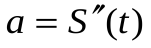 a = S″(t)